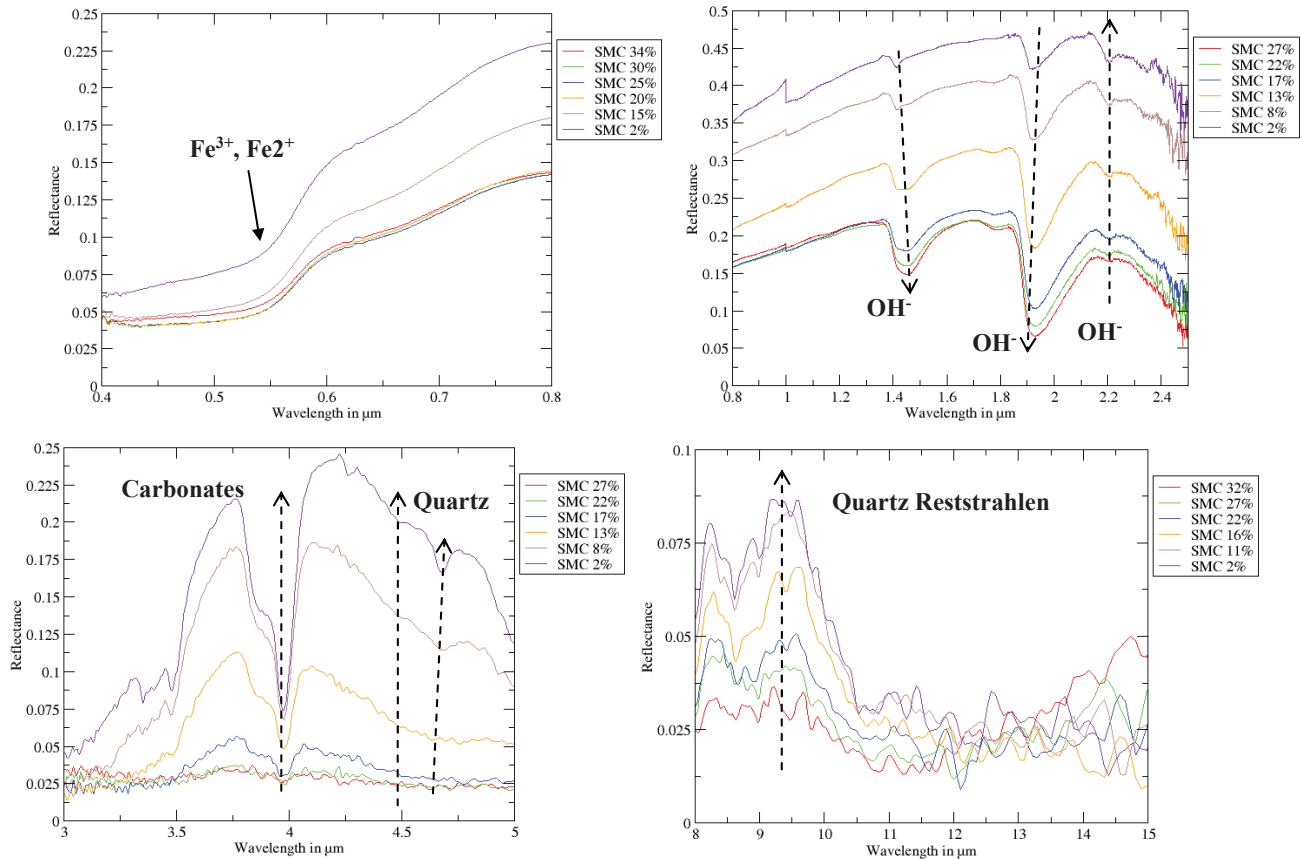 0.25
0.2
0.15
0.1
0.05
0
Reflectance
Fe³⁺, Fe2⁺
0.4
0.5
0.6
0.7
0.8
Wavelength in µm
SMC 34%
SMC 30%
SMC 25%
SMC 20%
SMC 15%
SMC 2%
0.5
0.45
0.4
0.35
0.3
0.25
0.2
0.15
0.1
0.05
0
Reflectance
OH⁻
OH⁻
OH⁻
0.8
1
1.2
1.4
1.6
1.8
2
2.2
2.4
Wavelength in µm
SMC 27%
SMC 22%
SMC 17%
SMC 13%
SMC 8%
SMC 2%
0.25
0.225
0.2
0.175
0.15
0.125
0.1
0.075
0.05
0.025
0
Reflectance
Carbonates
Quartz
3
3.5
4
4.5
5
Wavelength in µm
SMC 27%
SMC 22%
SMC 17%
SMC 13%
SMC 8%
SMC 2%
0.1
0.075
0.05
0.025
0
Reflectance
Quartz Reststrahlen
8
9
10
11
12
13
14
15
Wavelength in µm
SMC 32%
SMC 27%
SMC 22%
SMC 16%
SMC 11%
SMC 2%